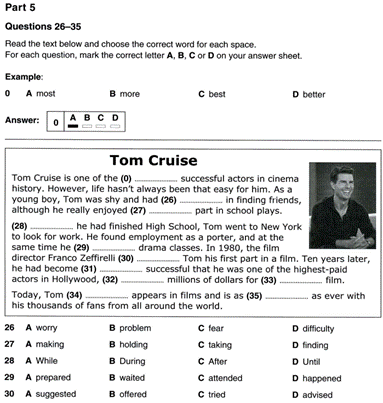 Part 5
Questions 26–35
Read the text below and choose the correct word for each space.
For each question, mark the correct letter A, B, C or D on your answer sheet.
Example:
0 A most B more C best D better
Answer: 0 A B C D
Tom Cruise
Tom Cruise is one of the (0) .................... successful actors in cinema
history. However, life hasn't always been that easy for him. As a
young boy, Tom was shy and had (26) .................... in finding friends,
although he really enjoyed (27) .................... part in school plays.
(28) .................... he had finished High School, Tom went to New York
to look for work. He found employment as a porter, and at the
same time he (29) .................... drama classes. In 1980, the film
director Franco Zeffirelli (30) .................... Tom his first part in a film. Ten years later,
he had become (31) .................... successful that he was one of the highest-paid
actors in Hollywood, (32) .................... millions of dollars for (33) .................... film.
Today, Tom (34) .................... appears in films and is as (35) .................... as ever with
his thousands of fans from all around the world.
26 A worry B problem C fear D difficulty
27 A making B holding C taking D finding
28 A While B During C After D Until
29 A prepared B waited C attended D happened
30 A suggested B offered C tried D advised